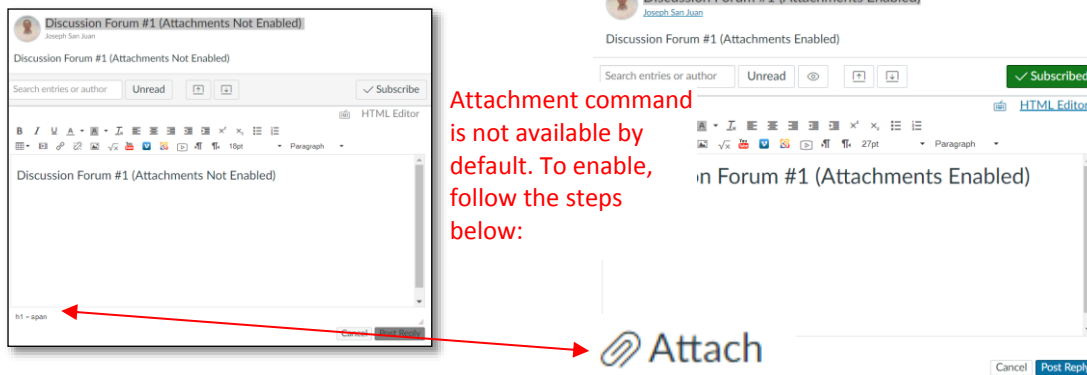 Discussion Forum #1 (Attachments Not Enabled)
Joseph San Juan
Discussion Forum #1 (Attachments Not Enabled)
Search entries or author
Unread
Subscribe
HTML Editor
B I U A
18pt
Paragraph
Discussion Forum #1 (Attachments Not Enabled)
h1 » span
Cancel
Post Reply
Attachment command
is not available by
default. To enable,
follow the steps
below:
Discussion Forum #1 (Attachments Enabled)
Joseph San Juan
Discussion Forum #1 (Attachments Enabled)
Search entries or author
Unread
Subscribed
HTML Editor
27pt
Paragraph
n Forum #1 (Attachments Enabled)
Attach
Cancel
Post Reply